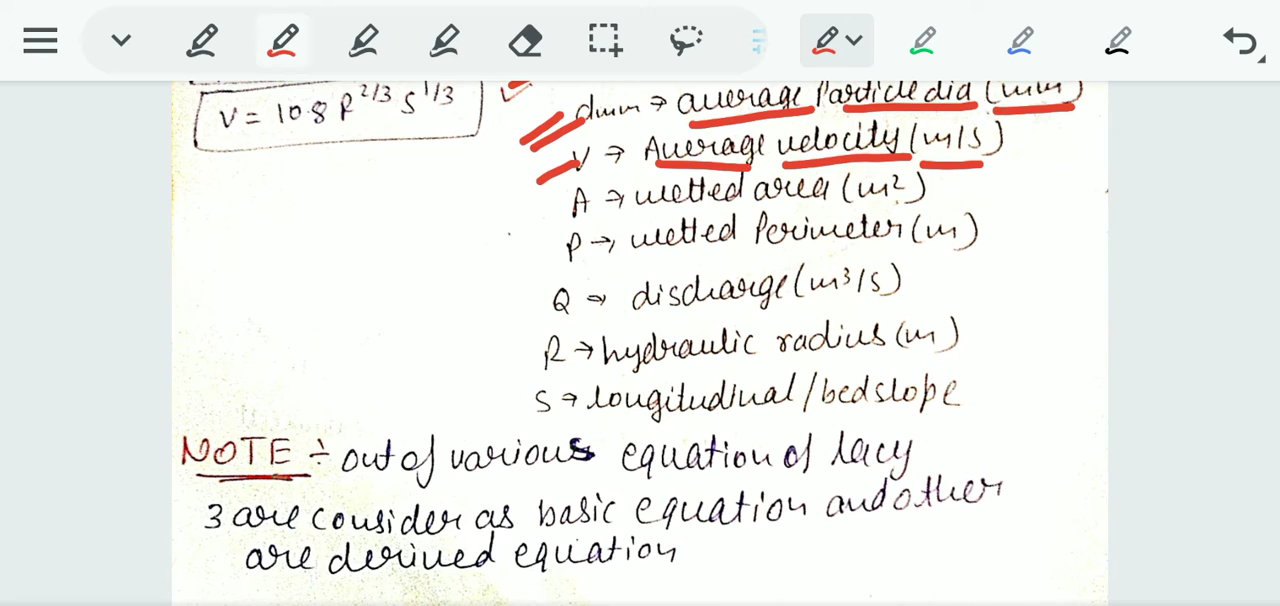 V = 10.8 R^2/3 S^1/3
dmm → average Particle dia (mm)
V → Average velocity (m/s)
A → wetted area (m²)
P → wetted Perimeter (m)
Q → discharge (m³/s)
R → hydraulic radius (m)
S → longitudinal/bedslope
NOTE ÷ out of various equation of lacy
3 are consider as basic equation and other
are derived equation